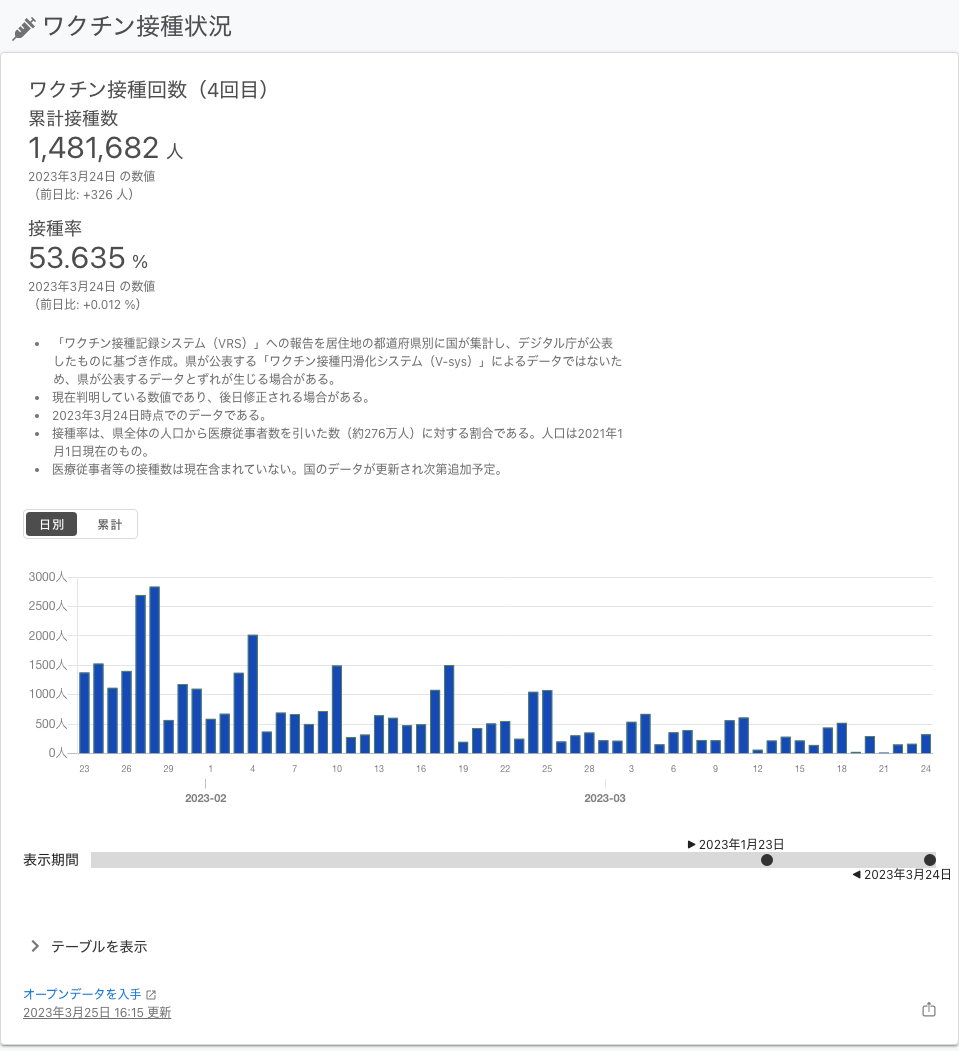 ワクチン接種状況
ワクチン接種回数（4回目）
累計接種数
1,481,682 人
2023年3月24日 の数値
（前日比: +326 人）
接種率
53.635 %
2023年3月24日 の数値
（前日比: +0.012 %）
「ワクチン接種記録システム（VRS）」への報告を居住地の都道府県別に国が集計し、デジタル庁が公表
したものに基づき作成。県が公表する「ワクチン接種円滑化システム（V-sys）」によるデータではないた
め、県が公表するデータとずれが生じる場合がある。
現在判明している数値であり、後日修正される場合がある。
2023年3月24日時点でのデータである。
接種率は、県全体の人口から医療従事者数を引いた数（約276万人）に対する割合である。人口は2021年1
月1日現在のもの。
医療従事者等の接種数は現在含まれていない。国のデータが更新され次第追加予定。
日別 累計
3000人
2500人
2000人
1500人
1000人
500人
0人
23 26 29 1 4 7 10 13 16 19 22 25 28 3 6 9 12 15 18 21 24
2023-02 2023-03
▶ 2023年1月23日
表示期間
◀ 2023年3月24日
テーブルを表示
オープンデータを入手
2023年3月25日 16:15 更新